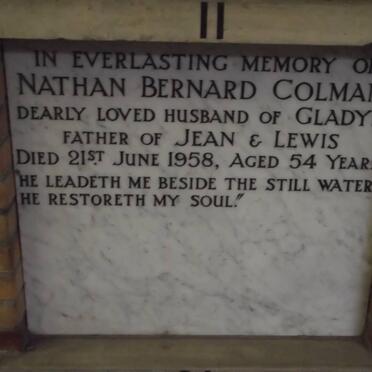 IN EVERLASTING MEMORY O
NATHAN BERNARD COLMA
DEARLY LOVED HUSBAND OF GLADY
FATHER OF JEAN & LEWIS
DIED 21ST JUNE 1958, AGED 54 YEAR
HE LEADETH ME BESIDE THE STILL WATER
HE RESTORETH MY SOUL."